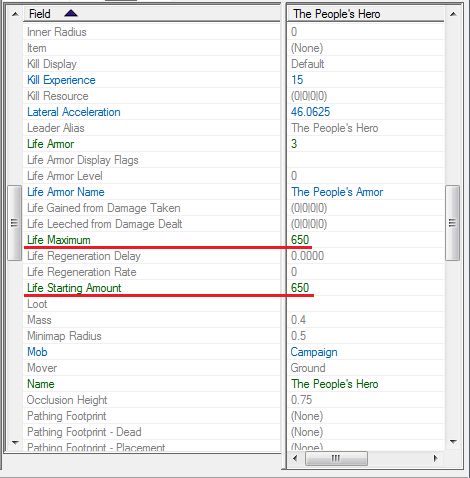 Field The People's Hero
Inner Radius 0
Item (None)
Kill Display Default
Kill Experience 15
Kill Resource (0|0|0|0)
Lateral Acceleration 46.0625
Leader Alias The People's Hero
Life Armor 3
Life Armor Display Flags
Life Armor Level 0
Life Armor Name The People's Armor
Life Gained from Damage Taken (0|0|0|0)
Life Leeched from Damage Dealt (0|0|0|0)
Life Maximum 650
Life Regeneration Delay 0.0000
Life Regeneration Rate 0
Life Starting Amount 650
Loot
Mass 0.4
Minimap Radius 0.5
Mob Campaign
Mover Ground
Name The People's Hero
Occlusion Height 0.75
Pathing Footprint (None)
Pathing Footprint - Dead (None)
Pathing Footprint - Placement (None)